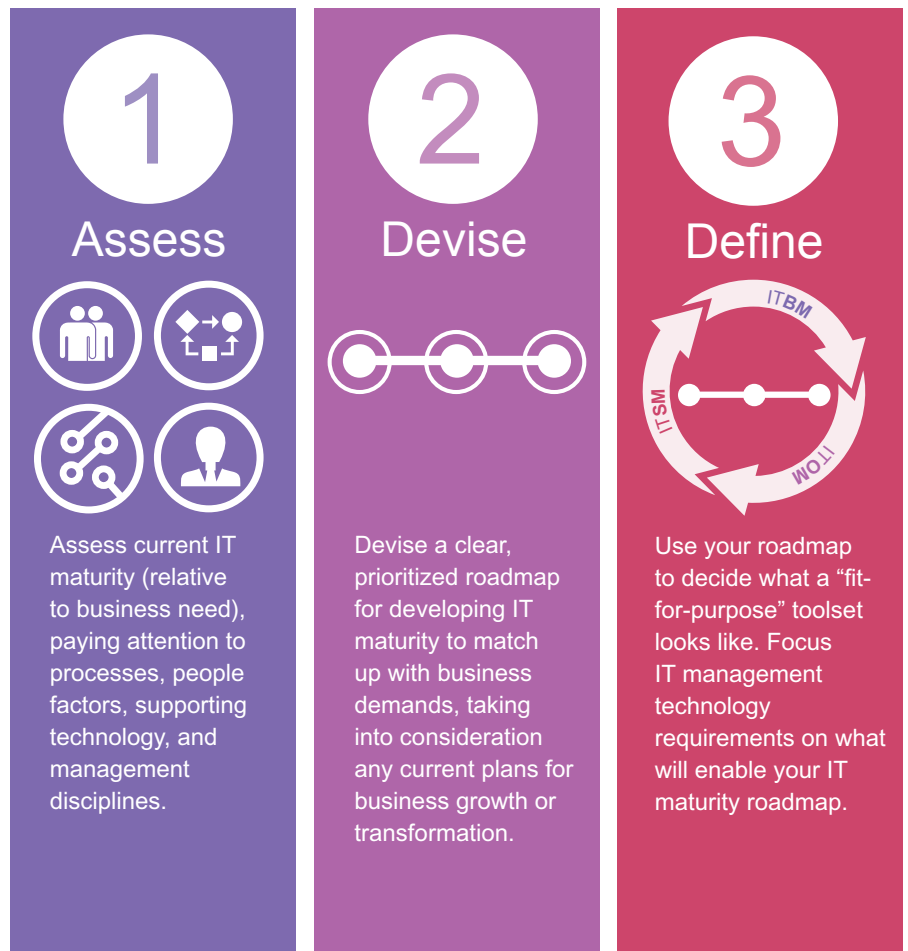 1
Assess
Assess current IT
maturity (relative
to business need),
paying attention to
processes, people
factors, supporting
technology, and
management
disciplines.
2
Devise
Devise a clear,
prioritized roadmap
for developing IT
maturity to match
up with business
demands, taking
into consideration
any current plans for
business growth or
transformation.
3
Define
ITBM
ITSM
ITOM
Use your roadmap
to decide what a “fit-
for-purpose” toolset
looks like. Focus
IT management
technology
requirements on what
will enable your IT
maturity roadmap.